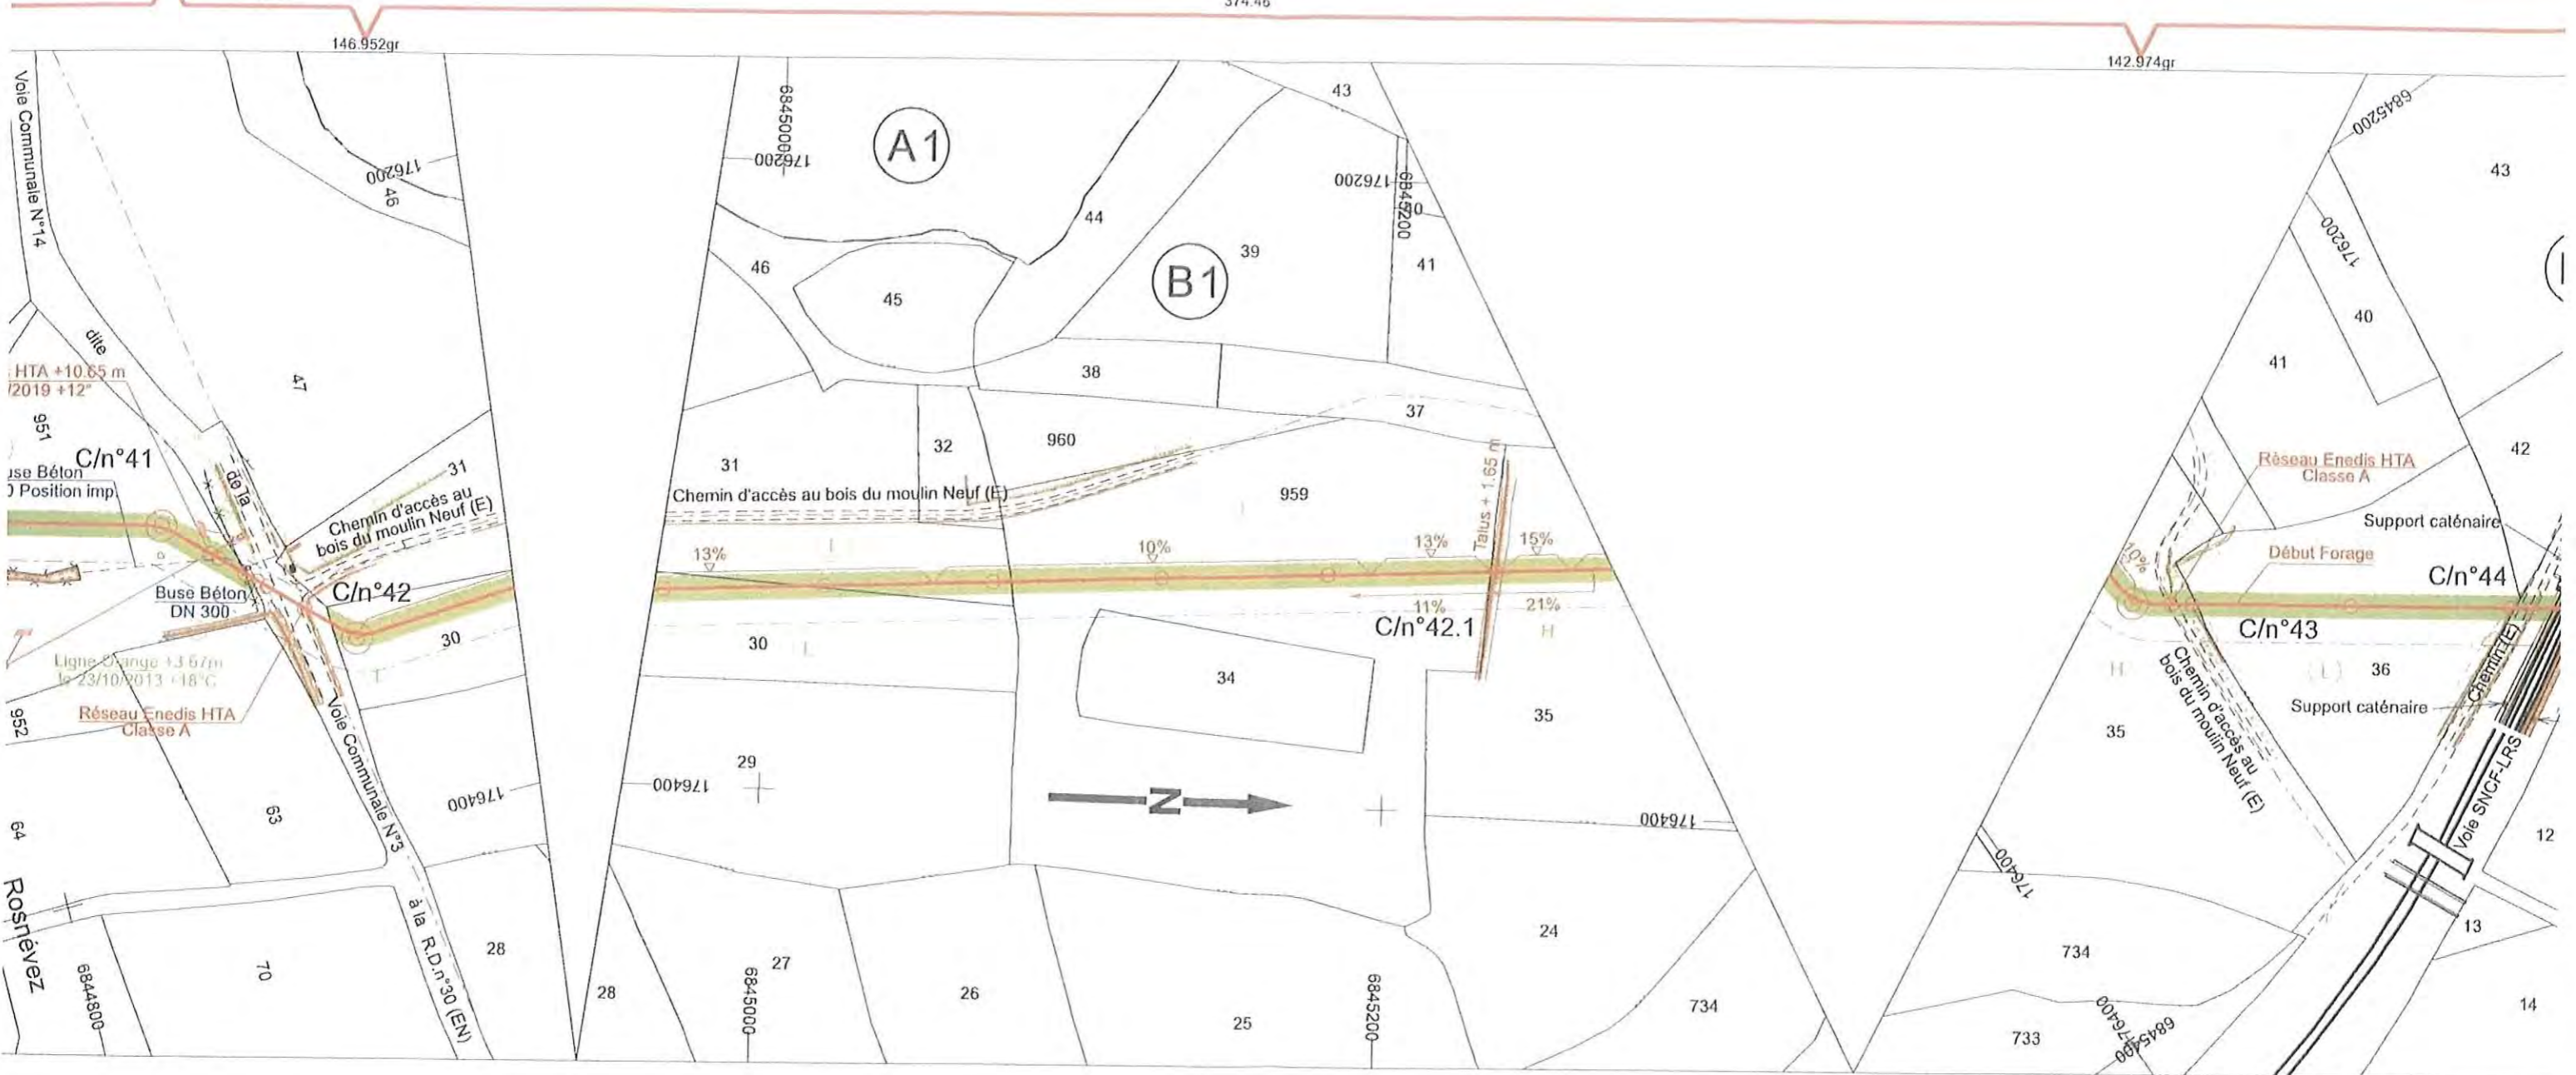 374.46
146.952gr
142.974gr
Voie Communale N°14
dite
de la
47
46
176200
HTA +10.65 m
/2019 +12°
951
C/n°41
use Béton
0 Position imp.
31
Chemin d'accès au
bois du moulin Neuf (E)
C/n°42
Buse Béton
DN 300
30
T
Ligne Orange +3.67m
le 23/10/2013 +18°C
Réseau Enedis HTA
Classe A
952
Voie Communale N°3
63
64
176400
Rosnévez
6844800
70
à la R.D.n°30 (EN)
28
6845000
176200
A1
43
44
46
45
B1
39
176200
6845200
40
41
38
37
31
32
960
Chemin d'accès au bois du moulin Neuf (E)
959
Talus + 1.65 m
13%
10%
13%
15%
11%
21%
C/n°42.1
H
30
L
34
35
29
176400
N
176400
28
6845000
27
26
25
6845200
24
734
6845200
43
176200
40
41
42
Réseau Enedis HTA
Classe A
Support caténaire
Début Forage
10%
C/n°44
C/n°43
H
Chemin d'accès au
bois du moulin Neuf (E)
( L )
36
Chemin (E)
Support caténaire
35
Voie SNCF-LRS
12
176400
13
734
733
176400
6845400
14